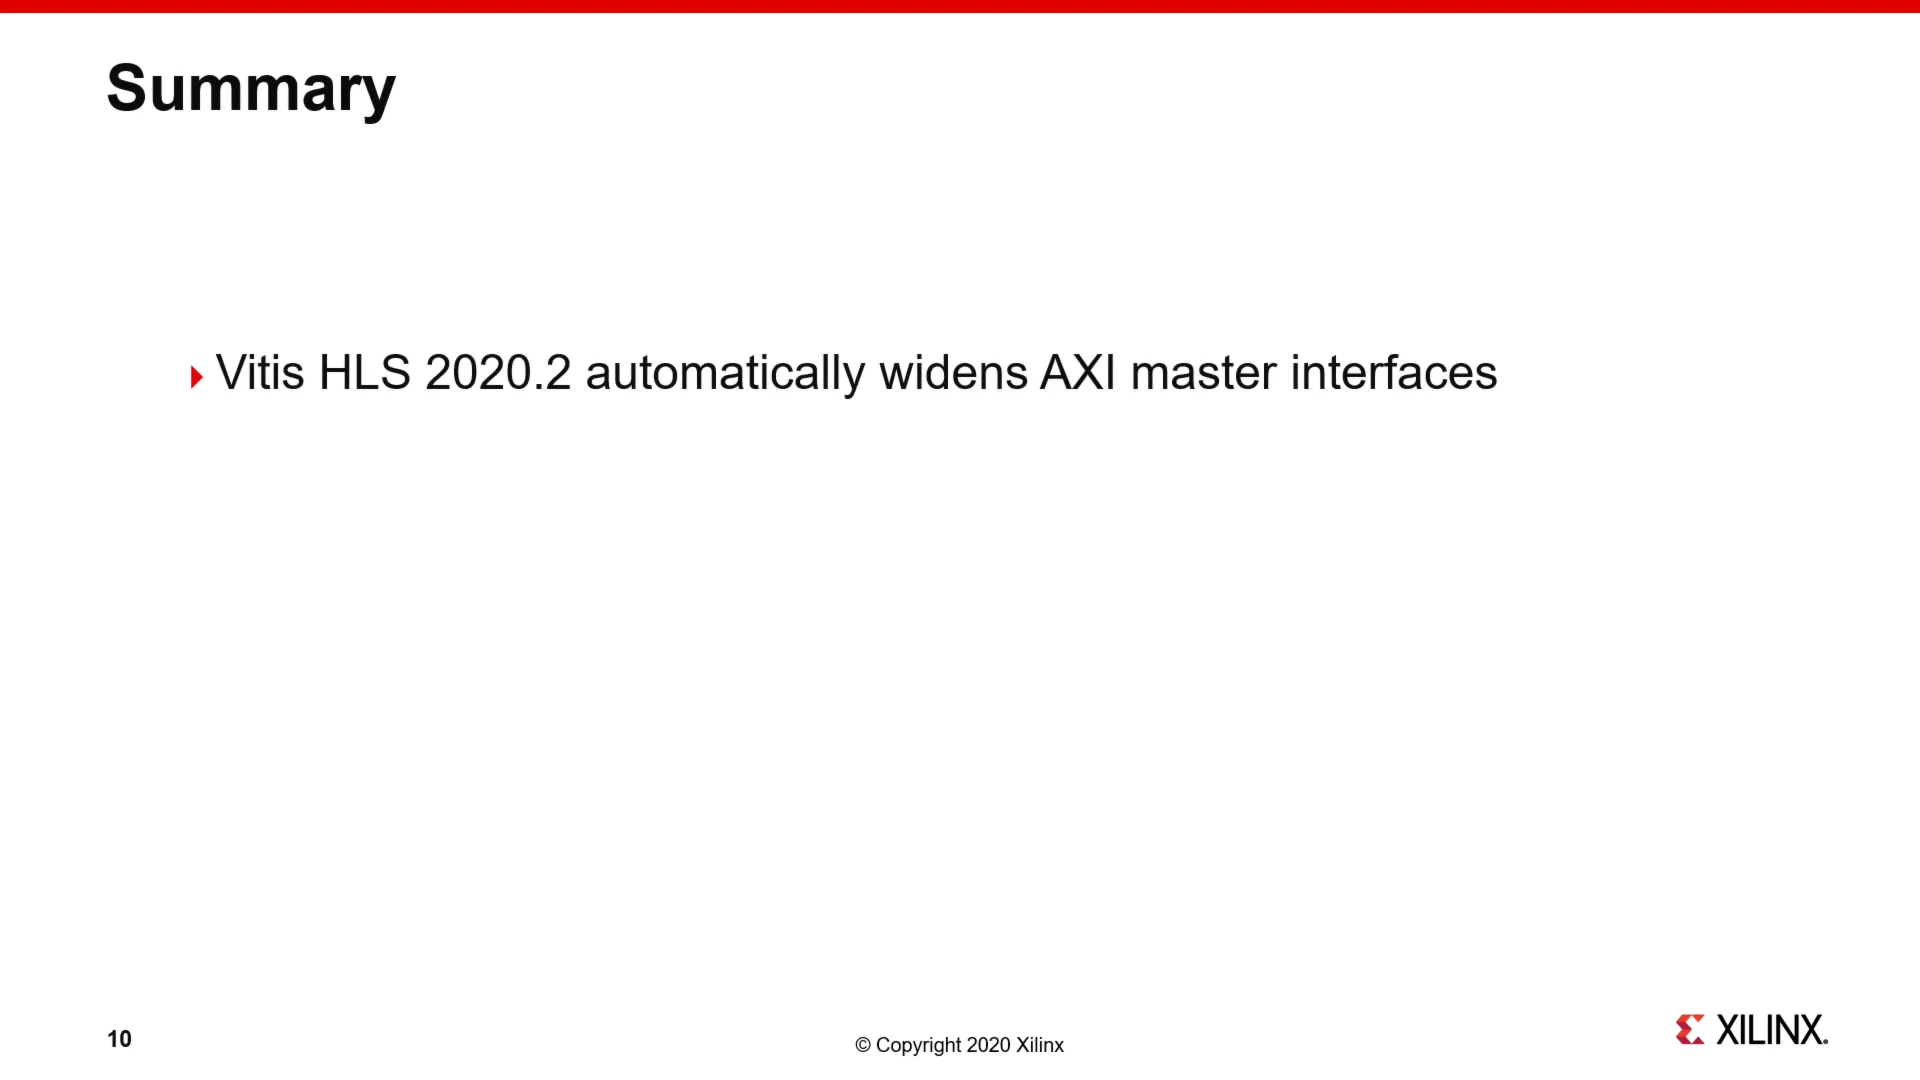 Summary
Vitis HLS 2020.2 automatically widens AXI master interfaces
10
© Copyright 2020 Xilinx
XILINX.